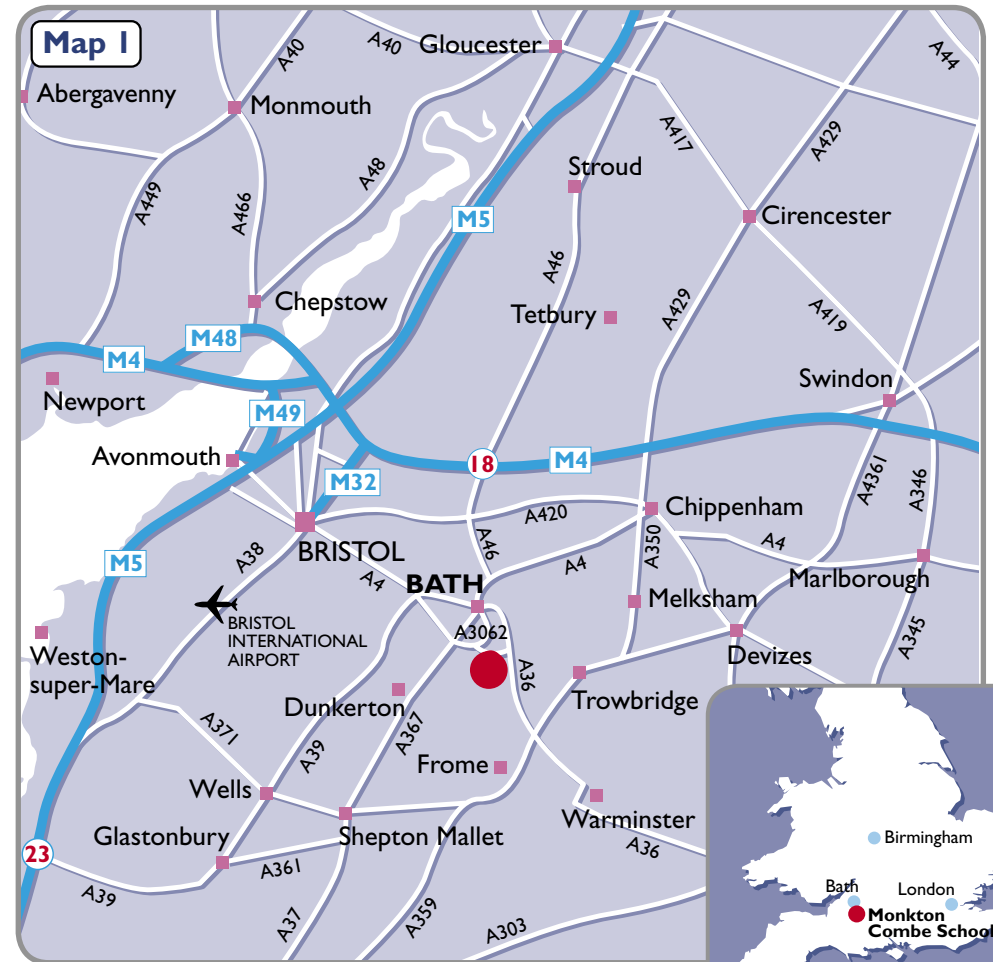 Map 1
A40
A40
Gloucester
A44
Abergavenny
Monmouth
A417
A429
A48
Stroud
A449
A466
M5
Cirencester
A46
Chepstow
Tetbury
A429
A419
M48
M4
Swindon
Newport
M49
Avonmouth
18
M4
M32
A4361
A346
A420
Chippenham
A46
A350
A4
BRISTOL
A38
M5
A4
A4
BATH
Marlborough
Melksham
BRISTOL
INTERNATIONAL
AIRPORT
A3062
A345
Weston-
super-Mare
A36
Devizes
Dunkerton
Trowbridge
A371
A39
A367
Frome
Wells
Warminster
Glastonbury
Shepton Mallet
A36
23
A361
A39
A37
A359
A303
Birmingham
Bath
London
Monkton
Combe School